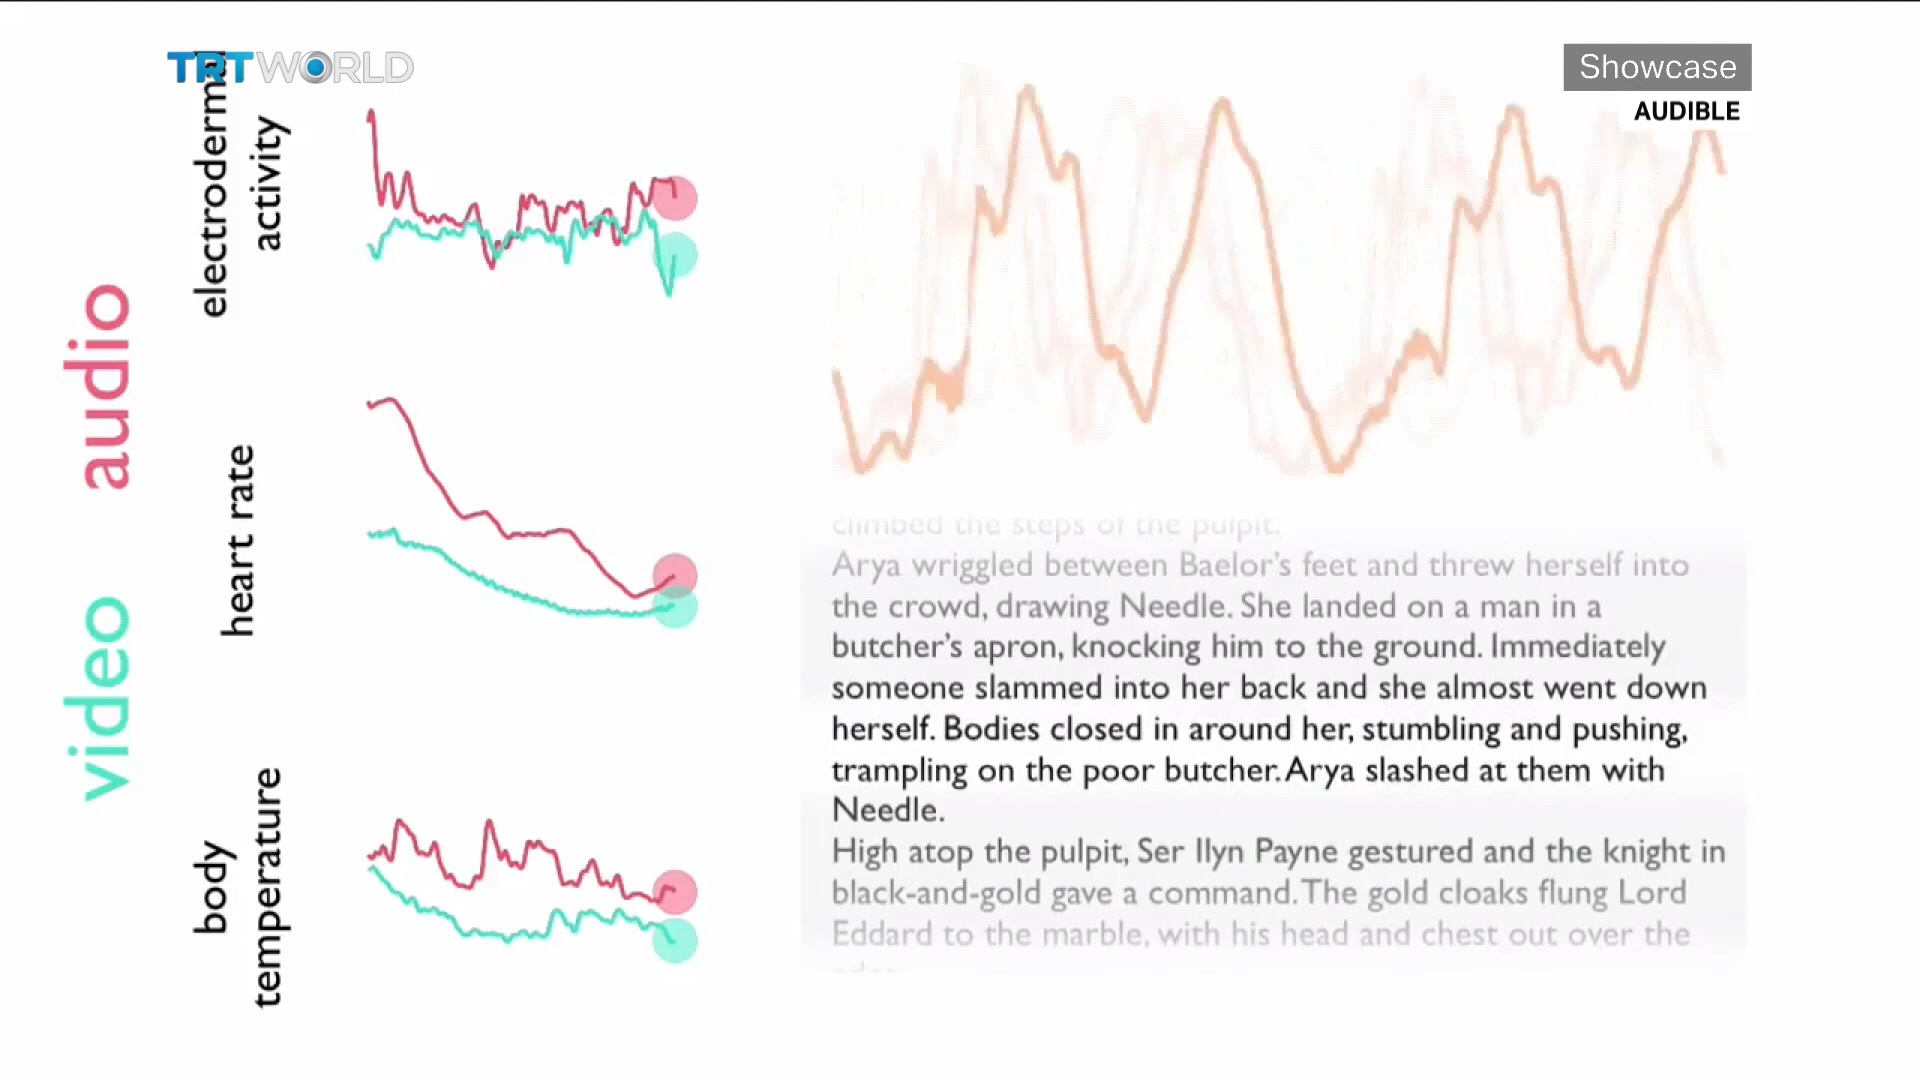 TRT WORLD
Showcase
AUDIBLE
audio
video
activity
heart rate
body
temperature
climbed the steps of the pulpit.
Arya wriggled between Baelor's feet and threw herself into
the crowd, drawing Needle. She landed on a man in a
butcher's apron, knocking him to the ground. Immediately
someone slammed into her back and she almost went down
herself. Bodies closed in around her, stumbling and pushing,
trampling on the poor butcher. Arya slashed at them with
Needle.
High atop the pulpit, Ser Ilyn Payne gestured and the knight in
black-and-gold gave a command. The gold cloaks flung Lord
Eddard to the marble, with his head and chest out over the